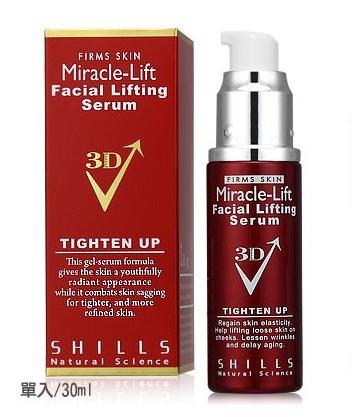 FIRMS SKIN
Miracle-Lift
Facial Lifting
Serum
3D
TIGHTEN UP
This gel-serum formula
gives the skin a youthfully
radiant appearance
while it combats skin sagging
for tighter, and more
refined skin.
SHILLS
Natural Science
FIRMS SKIN
Miracle-Lift
Facial Lifting
Serum
3D
TIGHTEN UP
Regain skin elasticity.
Help lifting loose skin on
cheeks. Lessen wrinkles
and delay aging.
SHILLS
Natural Science
單入/30ml